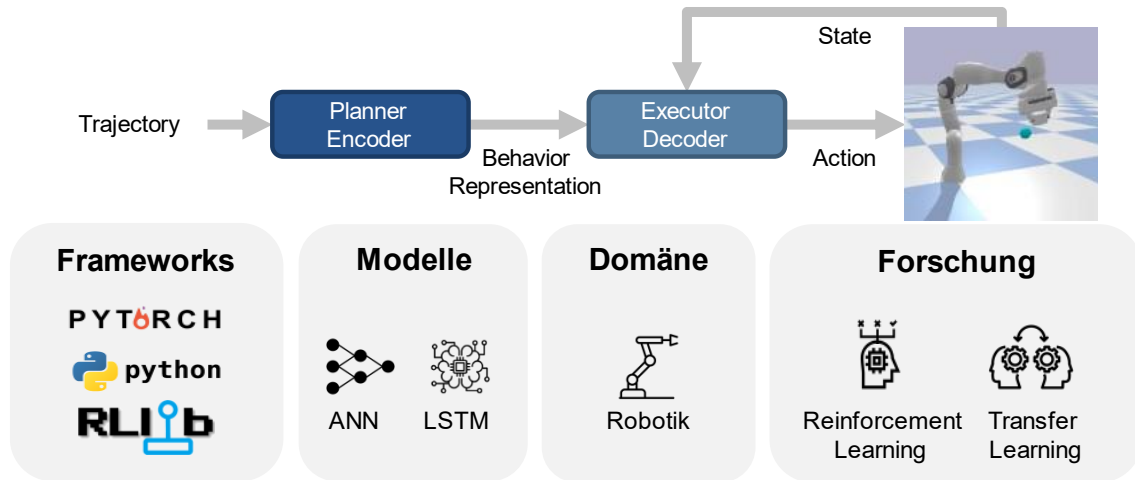 State
Trajectory
Planner
Encoder
Behavior
Representation
Executor
Decoder
Action
Frameworks
PYTORCH
python
RLlib
Modelle
ANN
LSTM
Domäne
Robotik
Forschung
Reinforcement
Learning
Transfer
Learning